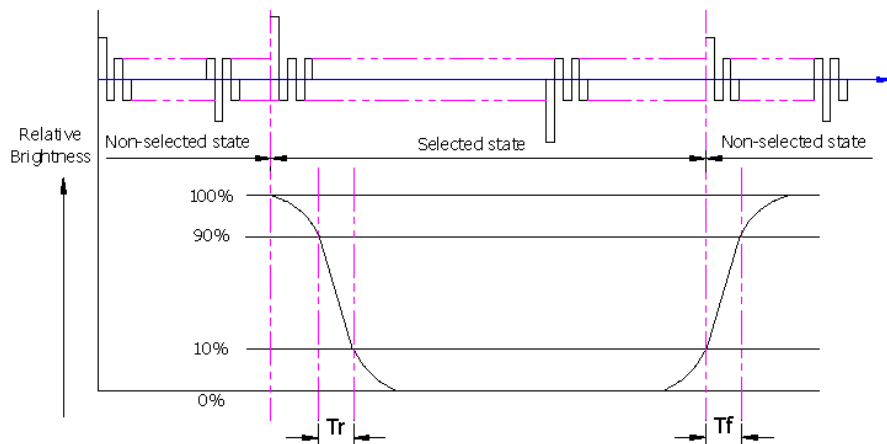 Relative
Brightness
Non-selected state
Selected state
Non-selected state
100%
90%
10%
0%
Tr
Tf